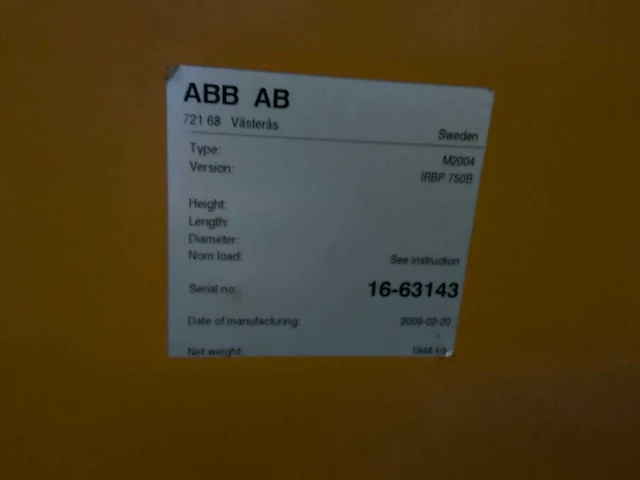 ABB AB
721 68 Västerås Sweden
Type: M2004
Version: IRBP 750B
Height:
Length:
Diameter:
Nom load: See instruction
Serial no: 16-63143
Date of manufacturing: 2009-02-20
Net weight: 1948 kg